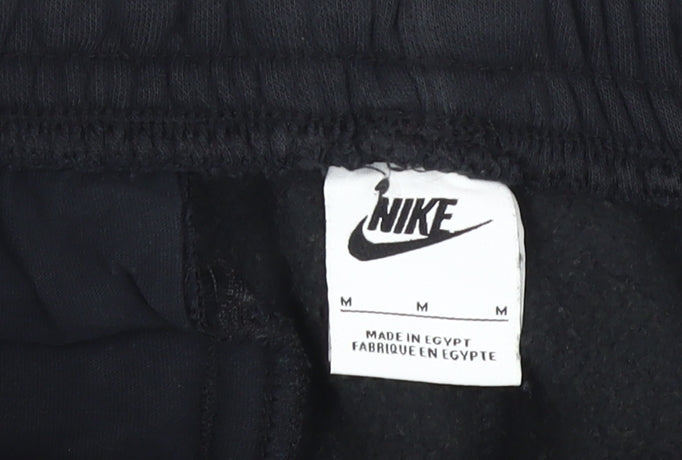 NIKE
M M M
MADE IN EGYPT
FABRIQUE EN EGYPTE